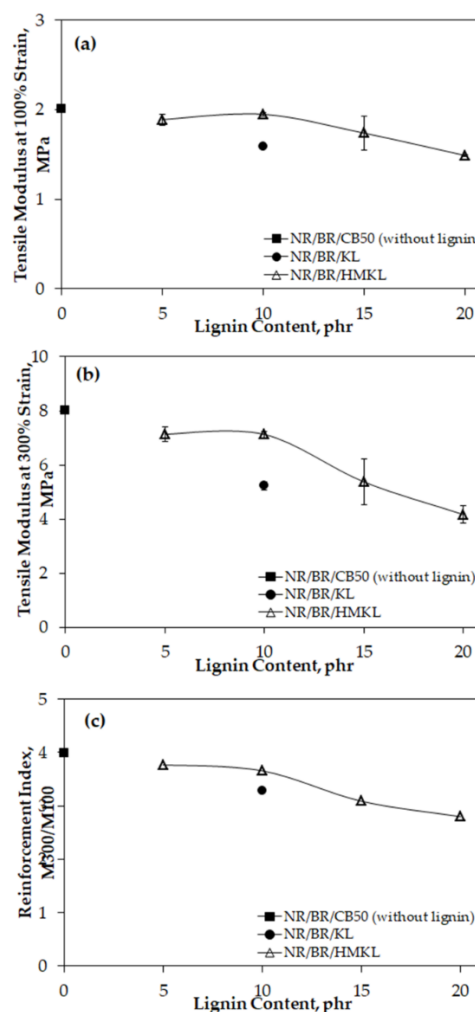 (a)
Tensile Modulus at 100% Strain,
MPa
3
2
1
0
NR/BR/CB50 (without lignin)
NR/BR/KL
NR/BR/HMKL
0 5 10 15 20
Lignin Content, phr
(b)
Tensile Modulus at 300% Strain,
MPa
10
8
6
4
2
0
NR/BR/CB50 (without lignin)
NR/BR/KL
NR/BR/HMKL
0 5 10 15 20
Lignin Content, phr
(c)
Reinforcement Index,
M300/M100
5
4
3
2
1
0
NR/BR/CB50 (without lignin)
NR/BR/KL
NR/BR/HMKL
0 5 10 15 20
Lignin Content, phr